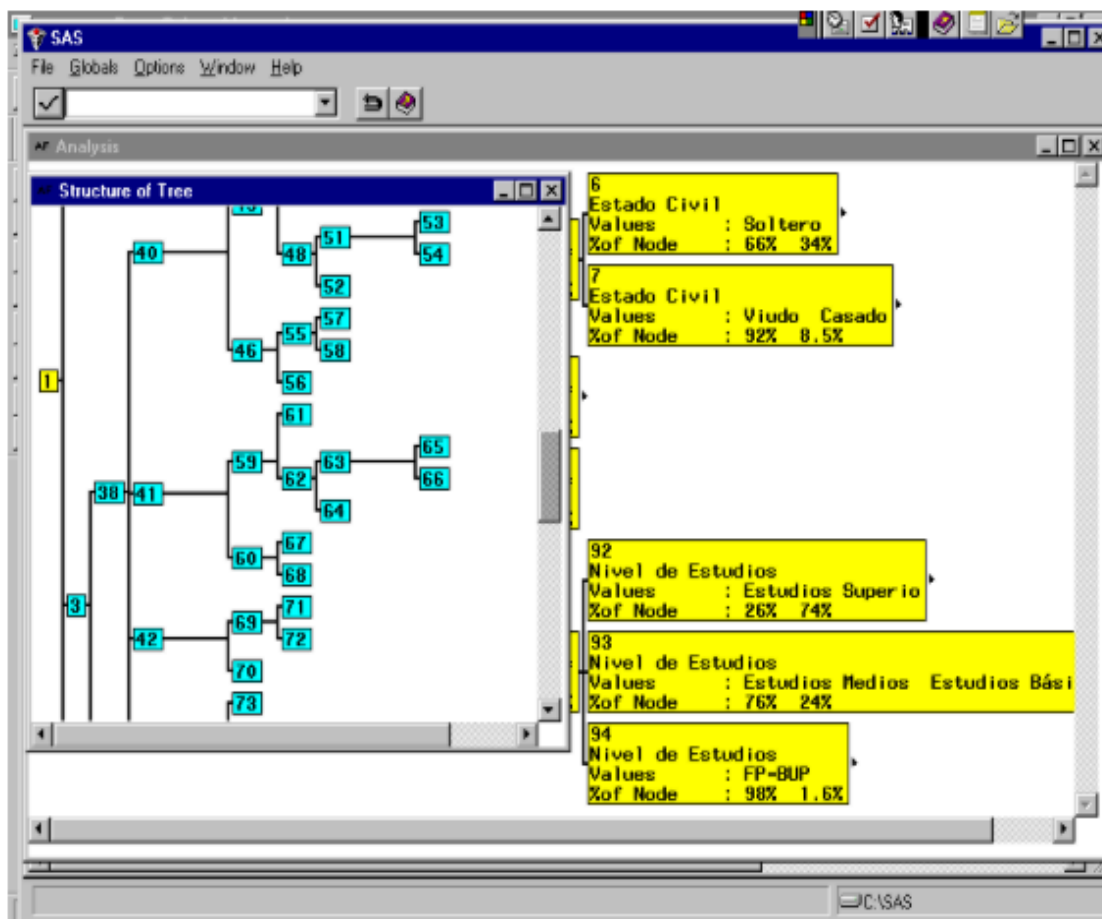 SAS
File Globals Options Window Help
Analysis
Structure of Tree
40
48
51
53
54
52
46
55
57
58
56
1
38
41
59
61
62
63
65
66
64
60
67
68
3
42
69
71
72
70
73
6
Estado Civil
Values : Soltero
%of Node : 66% 34%
7
Estado Civil
Values : Viudo Casado
%of Node : 92% 8.5%
92
Nivel de Estudios
Values : Estudios Superio
%of Node : 26% 74%
93
Nivel de Estudios
Values : Estudios Medios Estudios Bási
%of Node : 76% 24%
94
Nivel de Estudios
Values : FP-BUP
%of Node : 98% 1.6%
C:\SAS